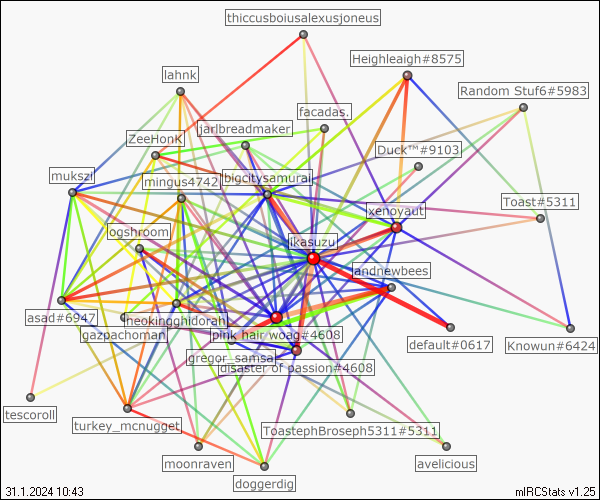 thiccusboiusalexusjoneus
Heighleaigh#8575
lahnk
Random Stuf6#5983
facadas.
jarlbreadmaker
ZeeHonK
Duck™#9103
mukszi
mingus4742
bigcitysamurai
Toast#5311
xenoyaut
ogshroom
ikasuzu
andnewbees
asad#6947
neokingghidorah
gazpachoman
pink hair woag#4608
default#0617
Knowun#6424
gregor_samsa
disaster of passion#4608
tescoroll
turkey_mcnugget
ToastephBroseph5311#5311
moonraven
avelicious
doggerdig
31.1.2024 10:43
mIRCStats v1.25